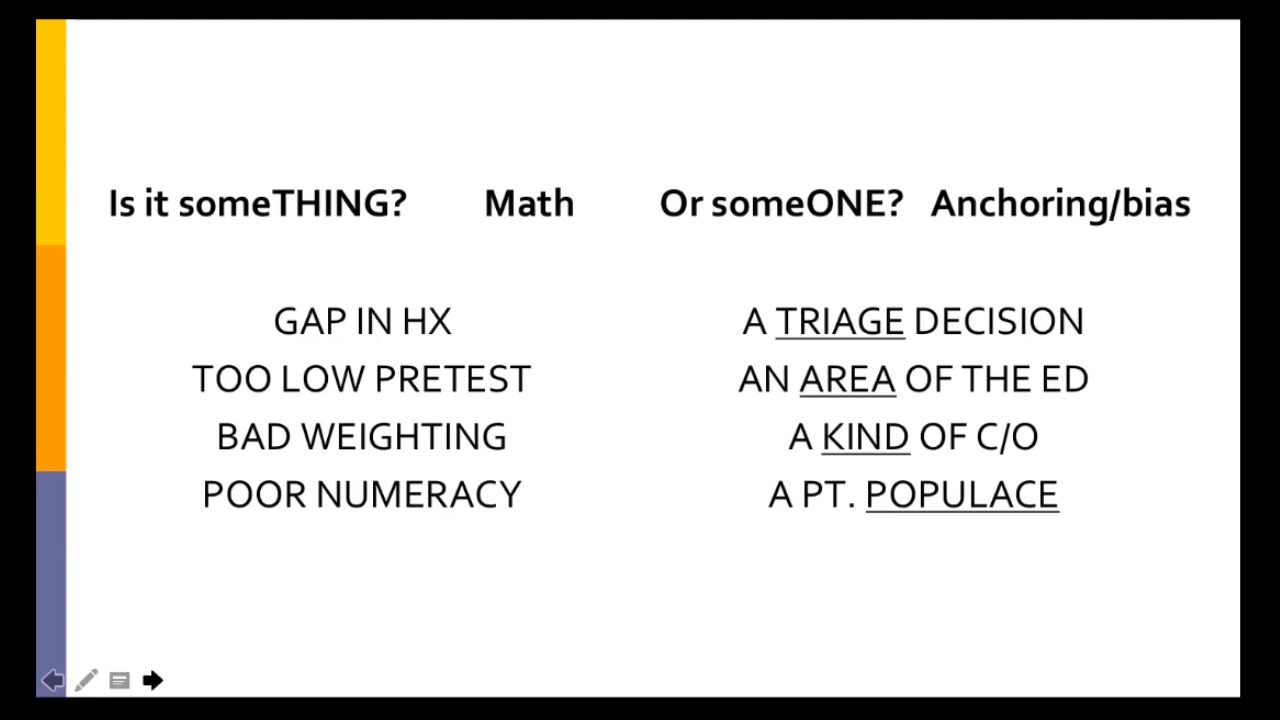 Is it someTHING? Math Or someONE? Anchoring/bias
GAP IN HX
TOO LOW PRETEST
BAD WEIGHTING
POOR NUMERACY
A TRIAGE DECISION
AN AREA OF THE ED
A KIND OF C/O
A PT. POPULACE